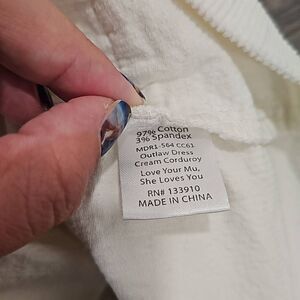 97% Cotton
3% Spandex
MDR1-564 CC61
Outlaw Dress
Cream Corduroy
Love Your Mu,
She Loves You
RN# 133910
MADE IN CHINA